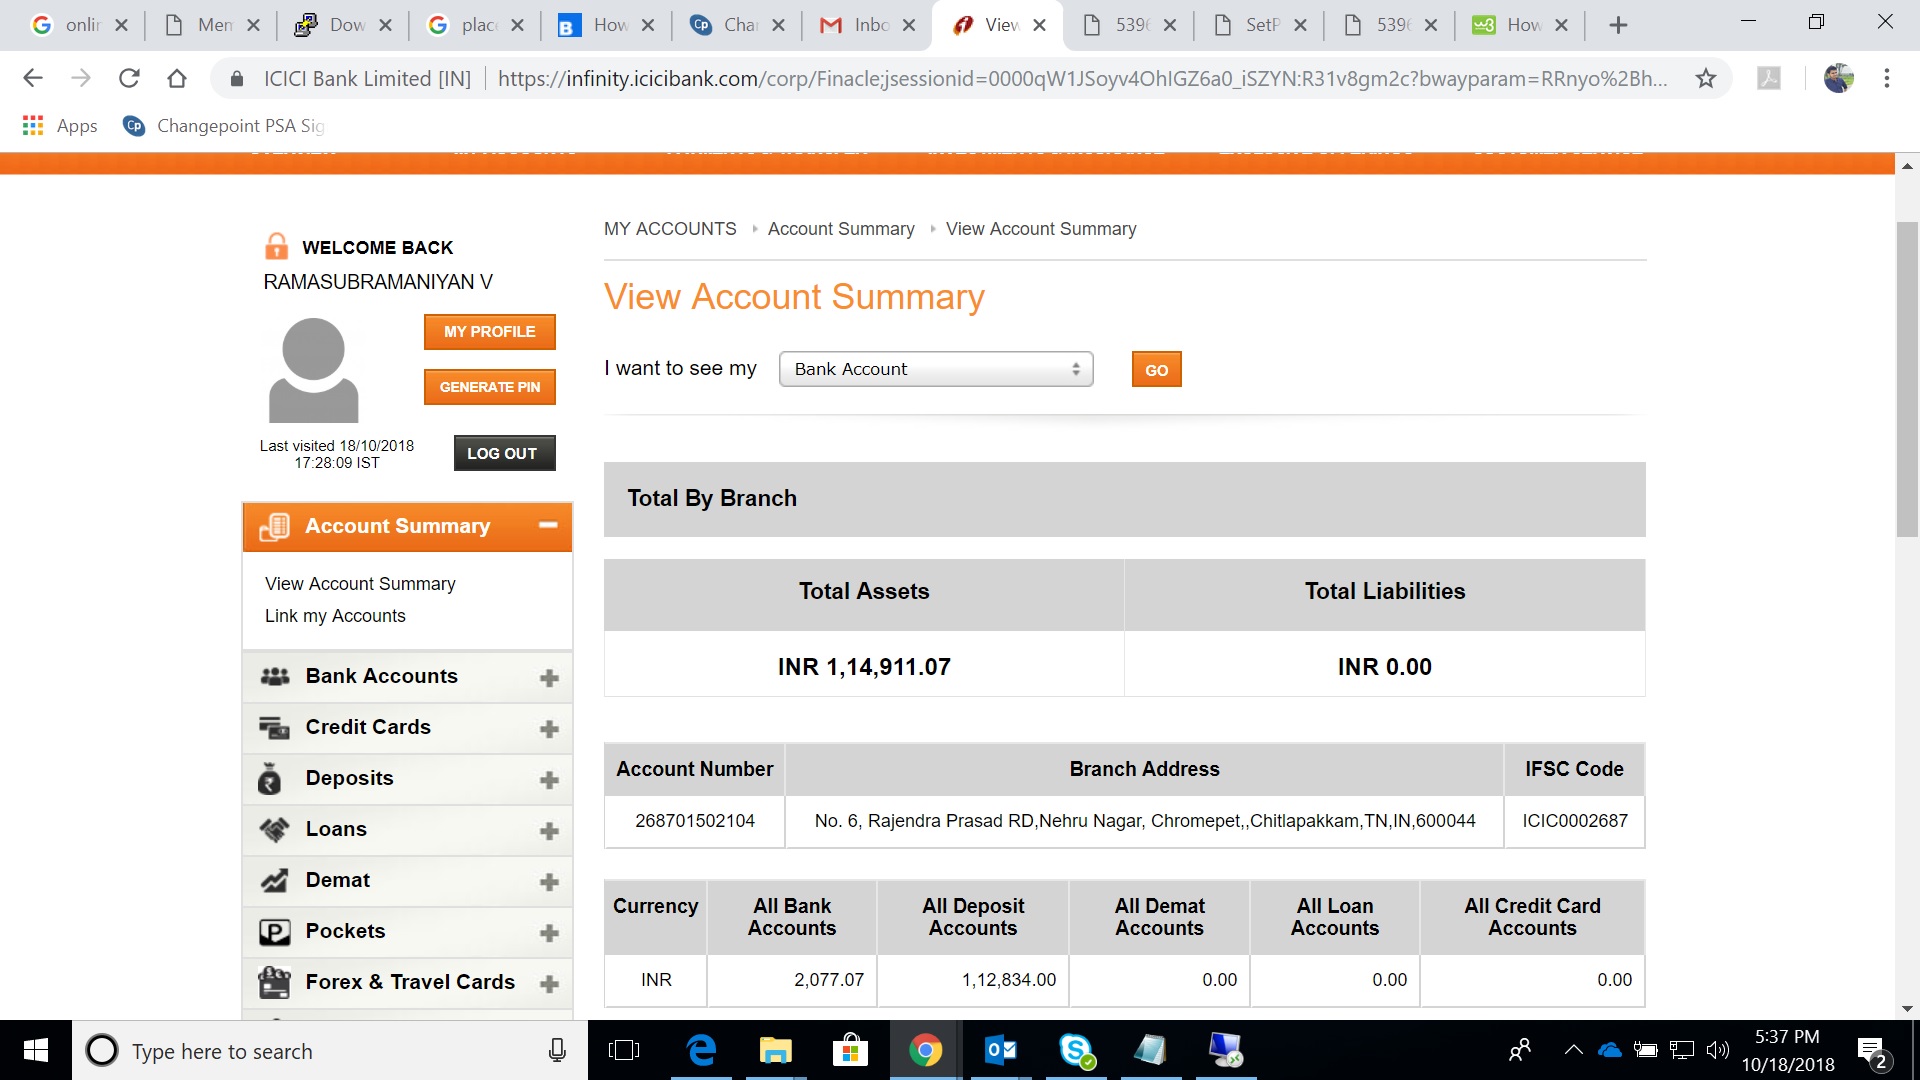 onlin
Mem
Dow
place
How
Char
Inbo
View
5396
SetP
5396
How
ICICI Bank Limited [IN]
https://infinity.icicibank.com/corp/Finacle;jsessionid=0000qW1JSoyv4OhIGZ6a0_iSZYN:R31v8gm2c?bwayparam=RRnyo%2Bh...
Apps
Changepoint PSA Sig
WELCOME BACK
RAMASUBRAMANIYAN V
MY PROFILE
GENERATE PIN
Last visited 18/10/2018
17:28:09 IST
LOG OUT
Account Summary
View Account Summary
Link my Accounts
Bank Accounts
Credit Cards
Deposits
Loans
Demat
Pockets
Forex & Travel Cards
MY ACCOUNTS Account Summary View Account Summary
View Account Summary
I want to see my Bank Account GO
Total By Branch
Total Assets Total Liabilities
INR 1,14,911.07 INR 0.00
Account Number Branch Address IFSC Code
268701502104 No. 6, Rajendra Prasad RD,Nehru Nagar, Chromepet,,Chitlapakkam,TN,IN,600044 ICIC0002687
Currency All Bank Accounts All Deposit Accounts All Demat Accounts All Loan Accounts All Credit Card Accounts
INR 2,077.07 1,12,834.00 0.00 0.00 0.00
Type here to search
5:37 PM
10/18/2018
2